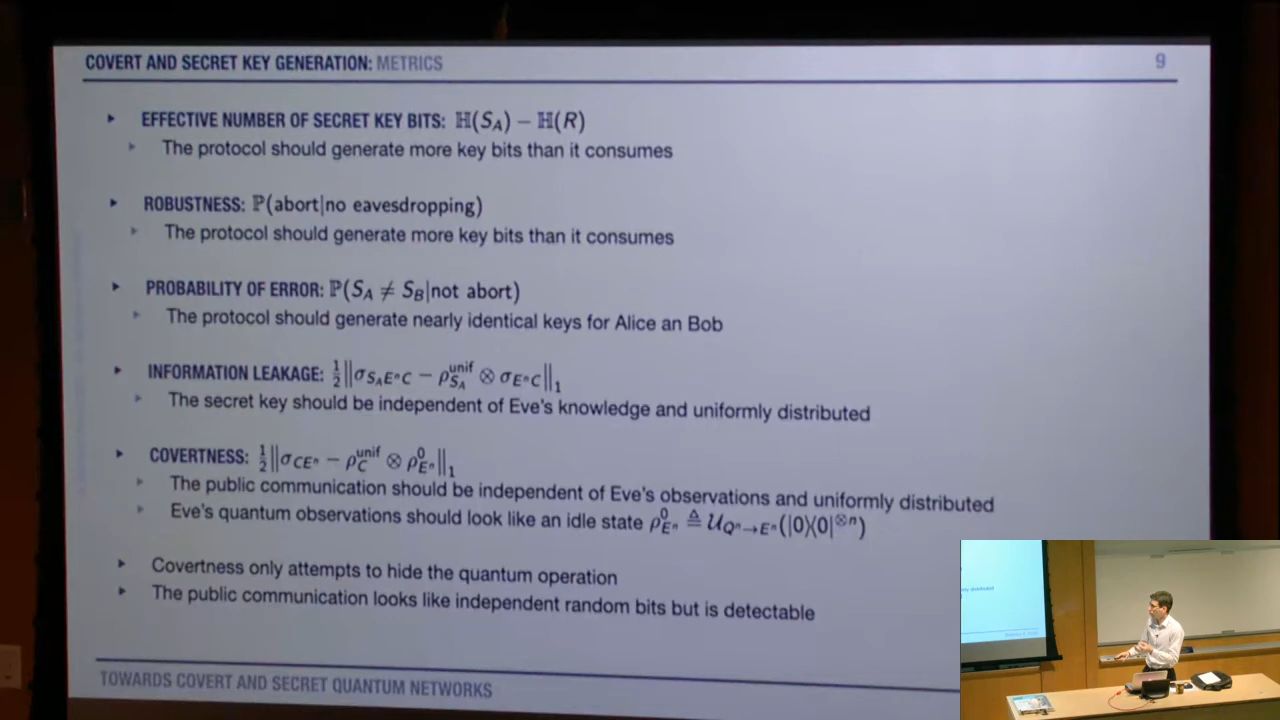 COVERT AND SECRET KEY GENERATION: METRICS 9
▸ EFFECTIVE NUMBER OF SECRET KEY BITS: ℍ(S_A) − ℍ(R)
▸ The protocol should generate more key bits than it consumes
▸ ROBUSTNESS: ℙ(abort|no eavesdropping)
▸ The protocol should generate more key bits than it consumes
▸ PROBABILITY OF ERROR: ℙ(S_A ≠ S_B|not abort)
▸ The protocol should generate nearly identical keys for Alice an Bob
▸ INFORMATION LEAKAGE: ½‖σ_{S_A E^n C} − ρ_{S_A}^{unif} ⊗ σ_{E^n C}‖₁
▸ The secret key should be independent of Eve's knowledge and uniformly distributed
▸ COVERTNESS: ½‖σ_{CE^n} − ρ_C^{unif} ⊗ ρ_{E^n}^0‖₁
▸ The public communication should be independent of Eve's observations and uniformly distributed
▸ Eve's quantum observations should look like an idle state ρ_{E^n}^0 ≜ 𝒰_{Q^n→E^n}(|0⟩⟨0|^{⊗n})
▸ Covertness only attempts to hide the quantum operation
▸ The public communication looks like independent random bits but is detectable
TOWARDS COVERT AND SECRET QUANTUM NETWORKS